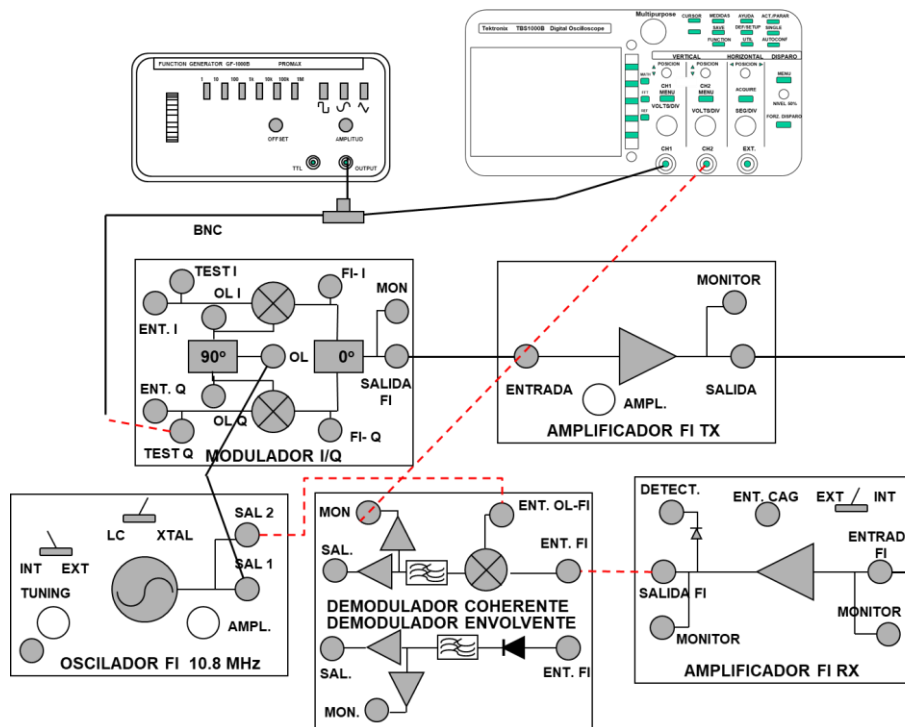 FUNCTION GENERATOR GF-1000B PROMAX
1 10 100 1k 10k 100k 1M
OFFSET
AMPLITUD
TTL
OUTPUT
Tektronix TBS1000B Digital Oscilloscope
Multipurpose
CURSOR MEDIDAS AYUDA ACT./PARAR
SAVE DEF/SETUP SINGLE
FUNCTION UTIL AUTOCONF
VERTICAL HORIZONTAL DISPARO
POSICION POSICION POSICION
MENU
MATH
CH1 CH2
MENU MENU ACQUIRE
NIVEL 50%
VOLTS/DIV VOLTS/DIV SEG/DIV
FORZ. DISPARO
CH1 CH2 EXT.
BNC
TEST I
FI- I
OL I
MON
ENT. I
90º
OL
0º
SALIDA
FI
ENT. Q
OL Q
TEST Q
FI- Q
MODULADOR I/Q
MONITOR
ENTRADA
SALIDA
AMPL.
AMPLIFICADOR FI TX
SAL 2
LC XTAL
INT EXT
SAL 1
TUNING
AMPL.
OSCILADOR FI 10.8 MHz
MON
ENT. OL-FI
SAL.
ENT. FI
DEMODULADOR COHERENTE
DEMODULADOR ENVOLVENTE
SAL.
ENT. FI
MON.
DETECT.
ENT. CAG
EXT INT
ENTRADA
FI
SALIDA FI
MONITOR
MONITOR
AMPLIFICADOR FI RX